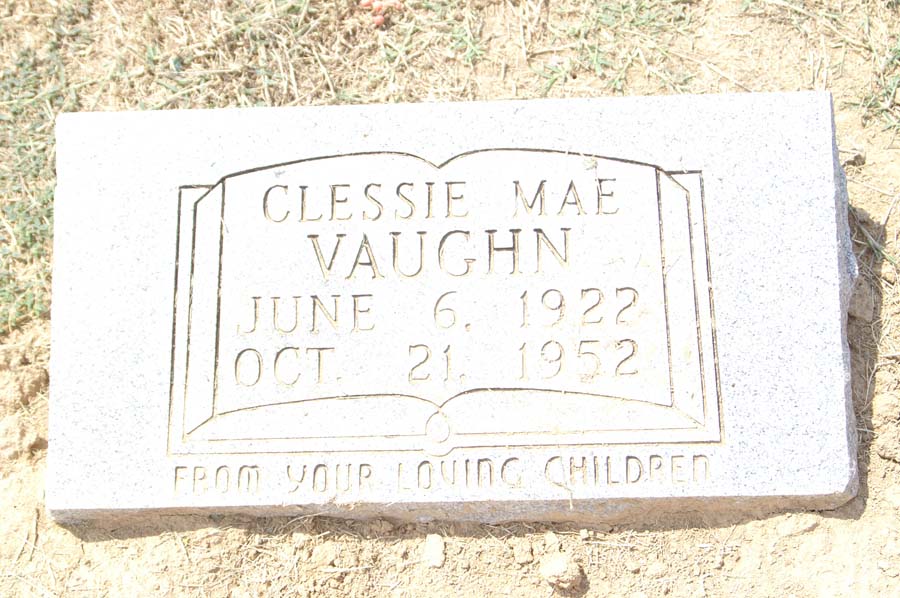 CLESSIE MAE
VAUGHN
JUNE 6, 1922
OCT. 21, 1952
FROM YOUR LOVING CHILDREN